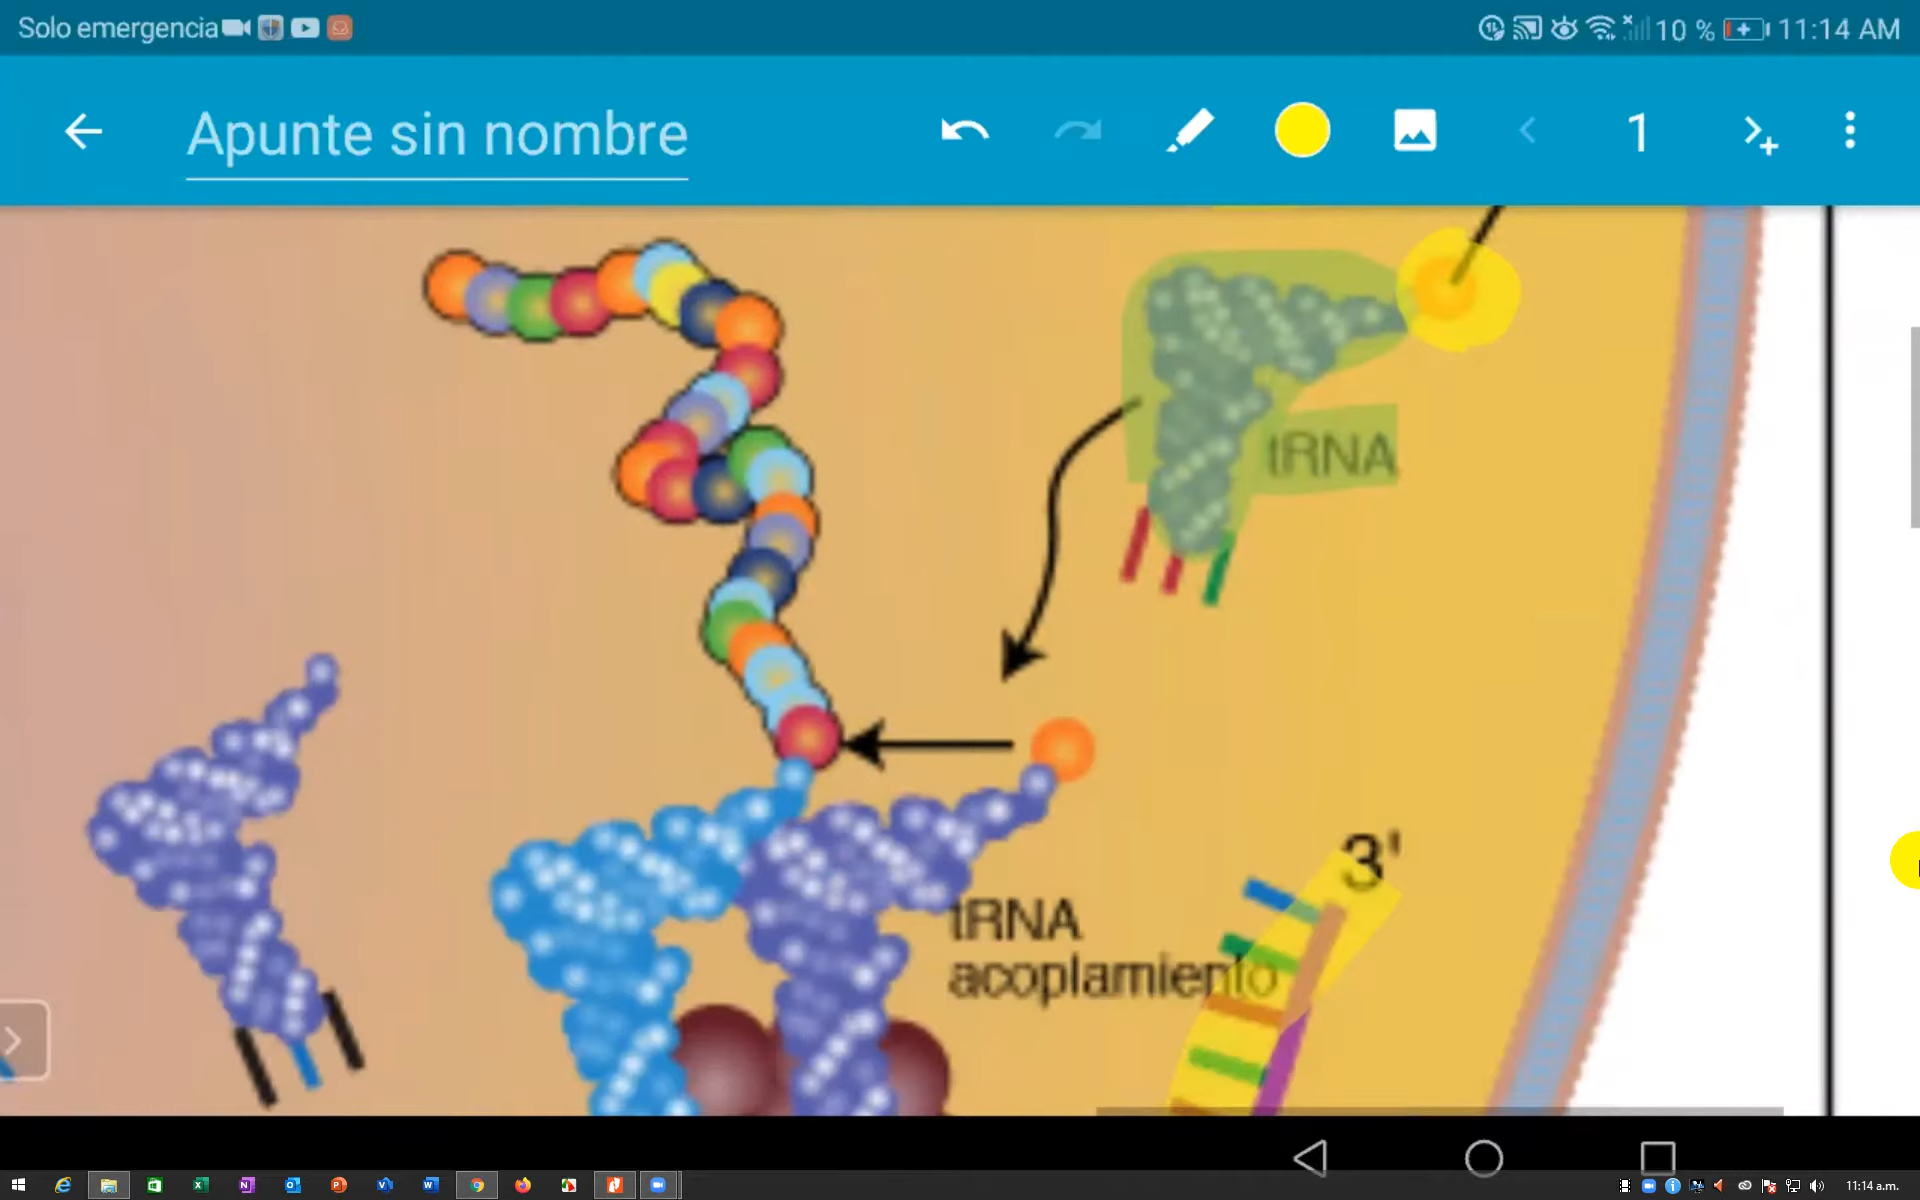 Solo emergencia
10 %
11:14 AM
Apunte sin nombre
1
tRNA
3'
tRNA
acoplamiento
11:14 a.m.